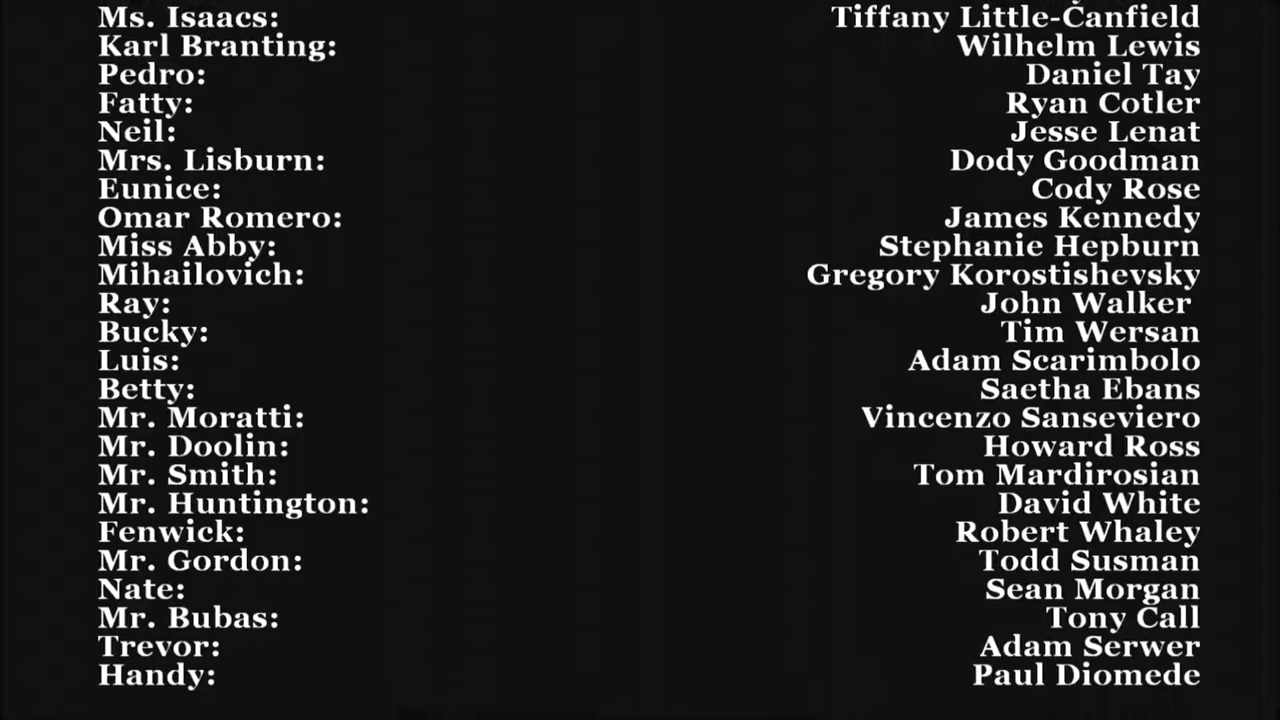 Ms. Isaacs: Tiffany Little-Canfield
Karl Branting: Wilhelm Lewis
Pedro: Daniel Tay
Fatty: Ryan Cotler
Neil: Jesse Lenat
Mrs. Lisburn: Dody Goodman
Eunice: Cody Rose
Omar Romero: James Kennedy
Miss Abby: Stephanie Hepburn
Mihailovich: Gregory Korostishevsky
Ray: John Walker
Bucky: Tim Wersan
Luis: Adam Scarimbolo
Betty: Saetha Ebans
Mr. Moratti: Vincenzo Sanseviero
Mr. Doolin: Howard Ross
Mr. Smith: Tom Mardirosian
Mr. Huntington: David White
Fenwick: Robert Whaley
Mr. Gordon: Todd Susman
Nate: Sean Morgan
Mr. Bubas: Tony Call
Trevor: Adam Serwer
Handy: Paul Diomede